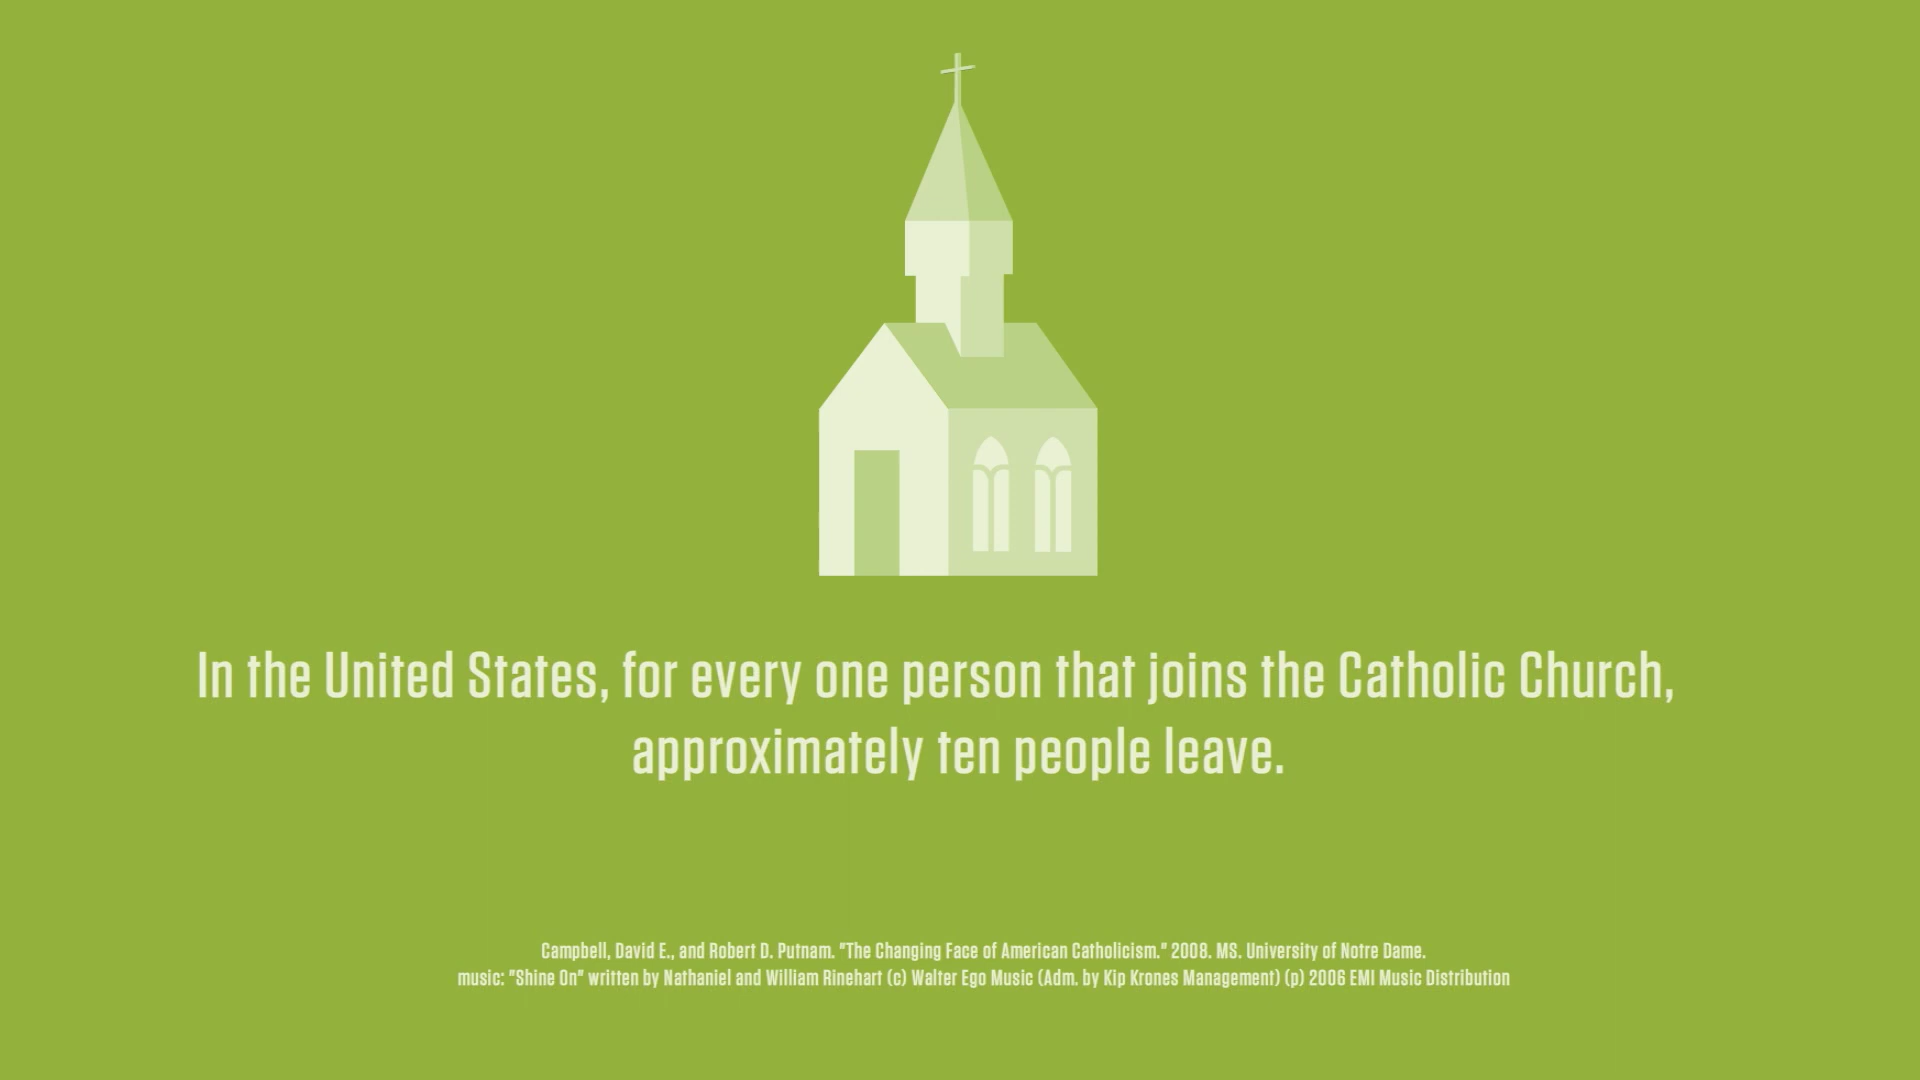 In the United States, for every one person that joins the Catholic Church,
approximately ten people leave.
Campbell, David E., and Robert D. Putnam. "The Changing Face of American Catholicism." 2008. MS. University of Notre Dame.
music: "Shine On" written by Nathaniel and William Rinehart (c) Walter Ego Music (Adm. by Kip Krones Management) (p) 2006 EMI Music Distribution